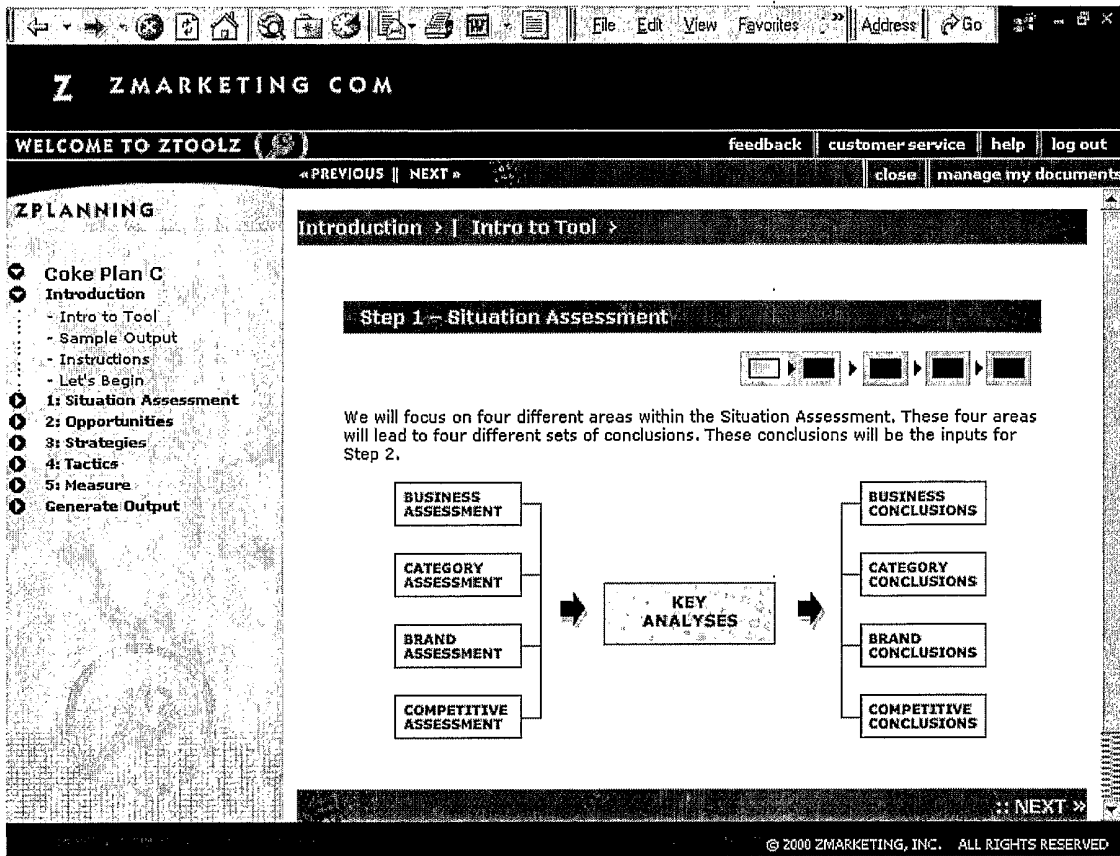 File Edit View Favorites » Address Go
Z ZMARKETING COM
WELCOME TO ZTOOLZ
feedback || customer service || help || log out
« PREVIOUS || NEXT »
close || manage my documents
ZPLANNING
Coke Plan C
Introduction
- Intro to Tool
- Sample Output
- Instructions
- Let's Begin
1: Situation Assessment
2: Opportunities
3: Strategies
4: Tactics
5: Measure
Generate Output
Introduction > | Intro to Tool >
Step 1 – Situation Assessment
We will focus on four different areas within the Situation Assessment. These four areas
will lead to four different sets of conclusions. These conclusions will be the inputs for
Step 2.
BUSINESS
ASSESSMENT
CATEGORY
ASSESSMENT
BRAND
ASSESSMENT
COMPETITIVE
ASSESSMENT
KEY
ANALYSES
BUSINESS
CONCLUSIONS
CATEGORY
CONCLUSIONS
BRAND
CONCLUSIONS
COMPETITIVE
CONCLUSIONS
:: NEXT »
© 2000 ZMARKETING, INC. ALL RIGHTS RESERVED